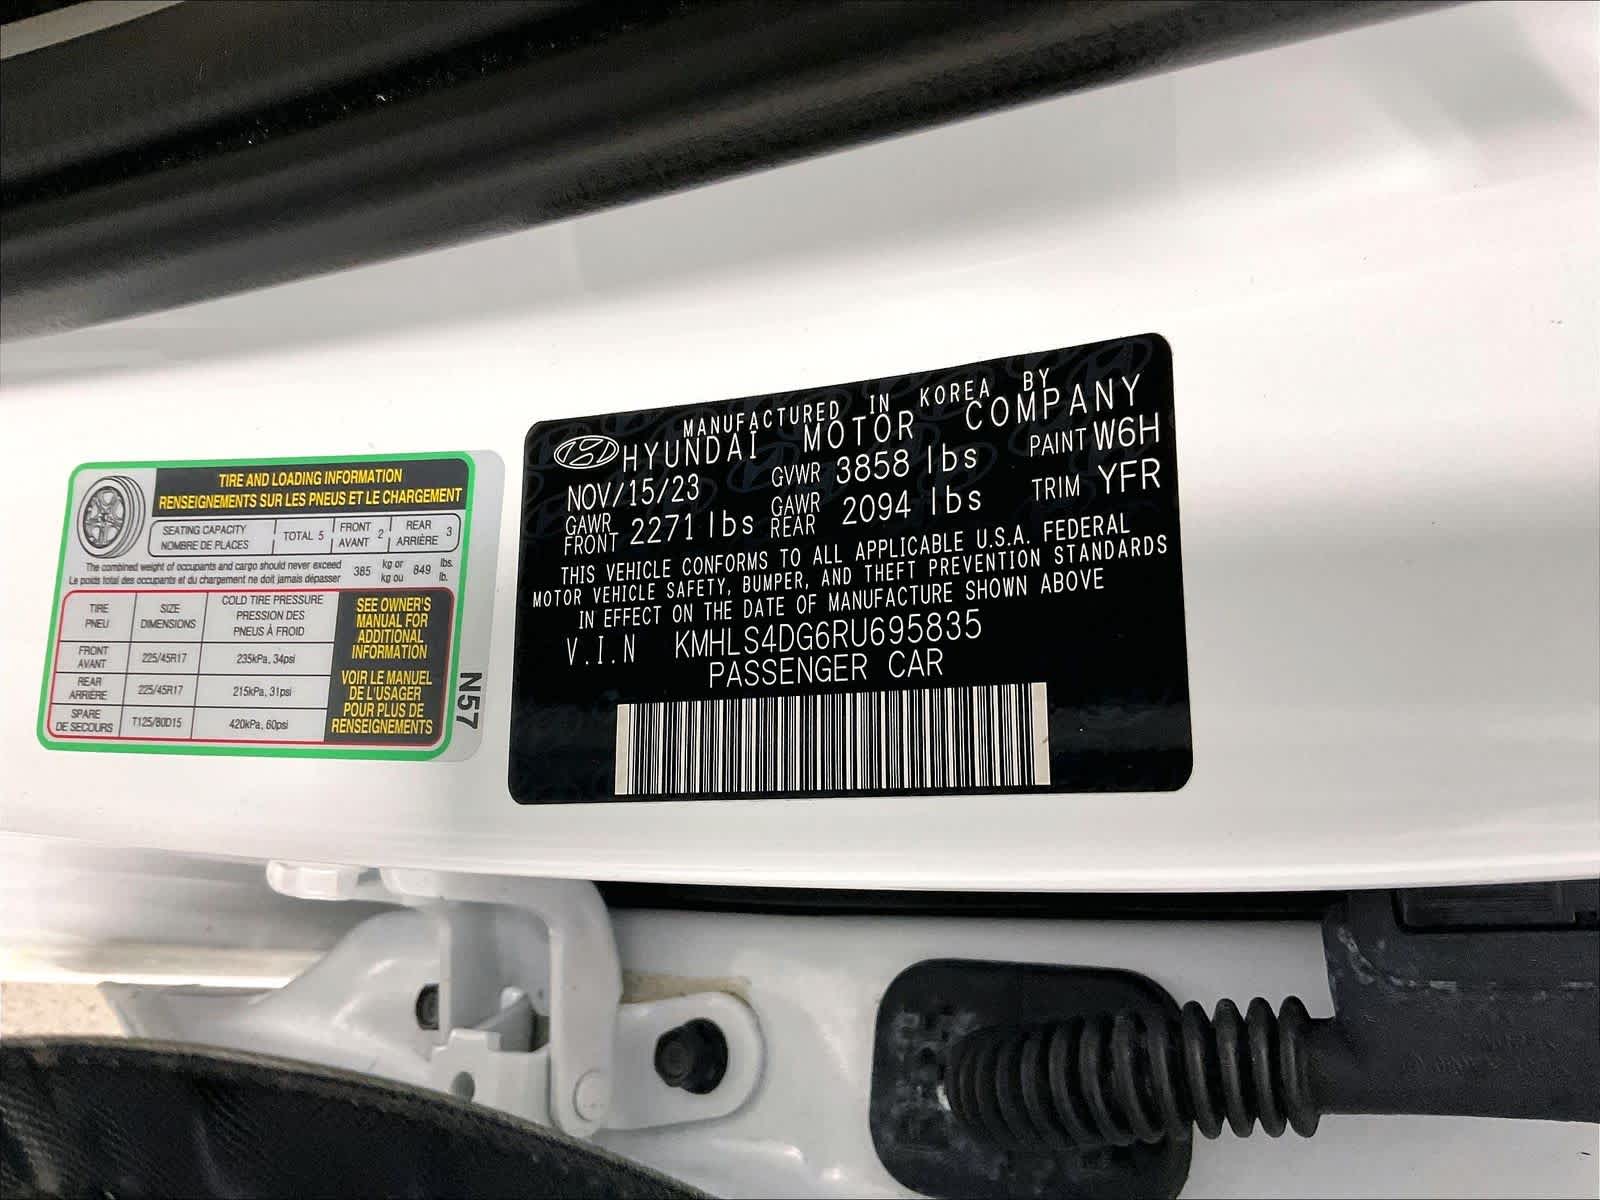 TIRE AND LOADING INFORMATION
RENSEIGNEMENTS SUR LES PNEUS ET LE CHARGEMENT
SEATING CAPACITY
NOMBRE DE PLACES
TOTAL 5
FRONT
AVANT 2
REAR
ARRIÈRE 3
The combined weight of occupants and cargo should never exceed
Le poids total des occupants et du chargement ne doit jamais dépasser
385 kg or
kg ou 849 lbs.
lb.
TIRE
PNEU
SIZE
DIMENSIONS
COLD TIRE PRESSURE
PRESSION DES
PNEUS À FROID
FRONT
AVANT
225/45R17
235kPa, 34psi
REAR
ARRIÈRE
225/45R17
215kPa, 31psi
SPARE
DE SECOURS
T125/80D15
420kPa, 60psi
SEE OWNER'S
MANUAL FOR
ADDITIONAL
INFORMATION
VOIR LE MANUEL
DE L'USAGER
POUR PLUS DE
RENSEIGNEMENTS
N57
MANUFACTURED IN KOREA BY
HYUNDAI MOTOR COMPANY
NOV/15/23 GVWR 3858 lbs PAINT W6H
GAWR
FRONT 2271 lbs GAWR
REAR 2094 lbs TRIM YFR
THIS VEHICLE CONFORMS TO ALL APPLICABLE U.S.A. FEDERAL
MOTOR VEHICLE SAFETY, BUMPER, AND THEFT PREVENTION STANDARDS
IN EFFECT ON THE DATE OF MANUFACTURE SHOWN ABOVE
V.I.N KMHLS4DG6RU695835
PASSENGER CAR